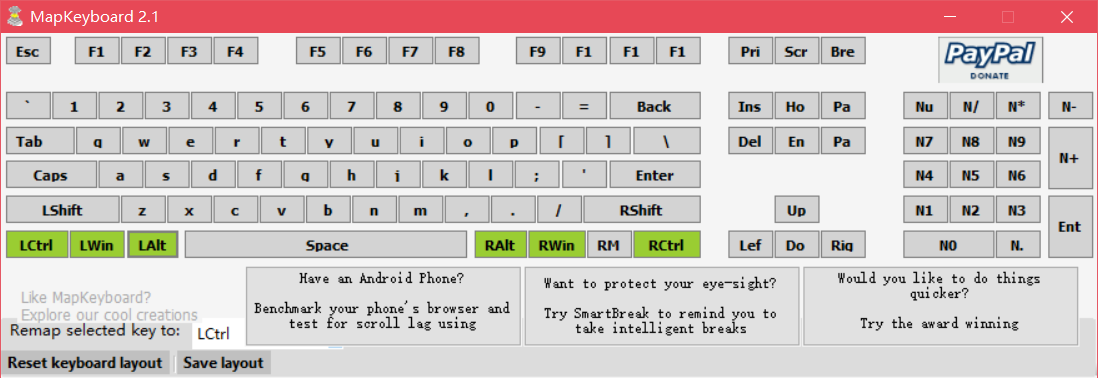 MapKeyboard 2.1
Esc F1 F2 F3 F4 F5 F6 F7 F8 F9 F1 F1 F1 Pri Scr Bre
PayPal
DONATE
` 1 2 3 4 5 6 7 8 9 0 - = Back Ins Ho Pa Nu N/ N* N-
Tab q w e r t y u i o p [ ] \ Del En Pa N7 N8 N9
N+
Caps a s d f g h j k l ; ' Enter N4 N5 N6
LShift z x c v b n m , . / RShift Up N1 N2 N3
Ent
LCtrl LWin LAlt Space RAlt RWin RM RCtrl Lef Do Rig N0 N.
Like MapKeyboard?
Explore our cool creations
Have an Android Phone?
Benchmark your phone's browser and
test for scroll lag using
Want to protect your eye-sight?
Try SmartBreak to remind you to
take intelligent breaks
Would you like to do things
quicker?
Try the award winning
Remap selected key to: LCtrl
Reset keyboard layout Save layout